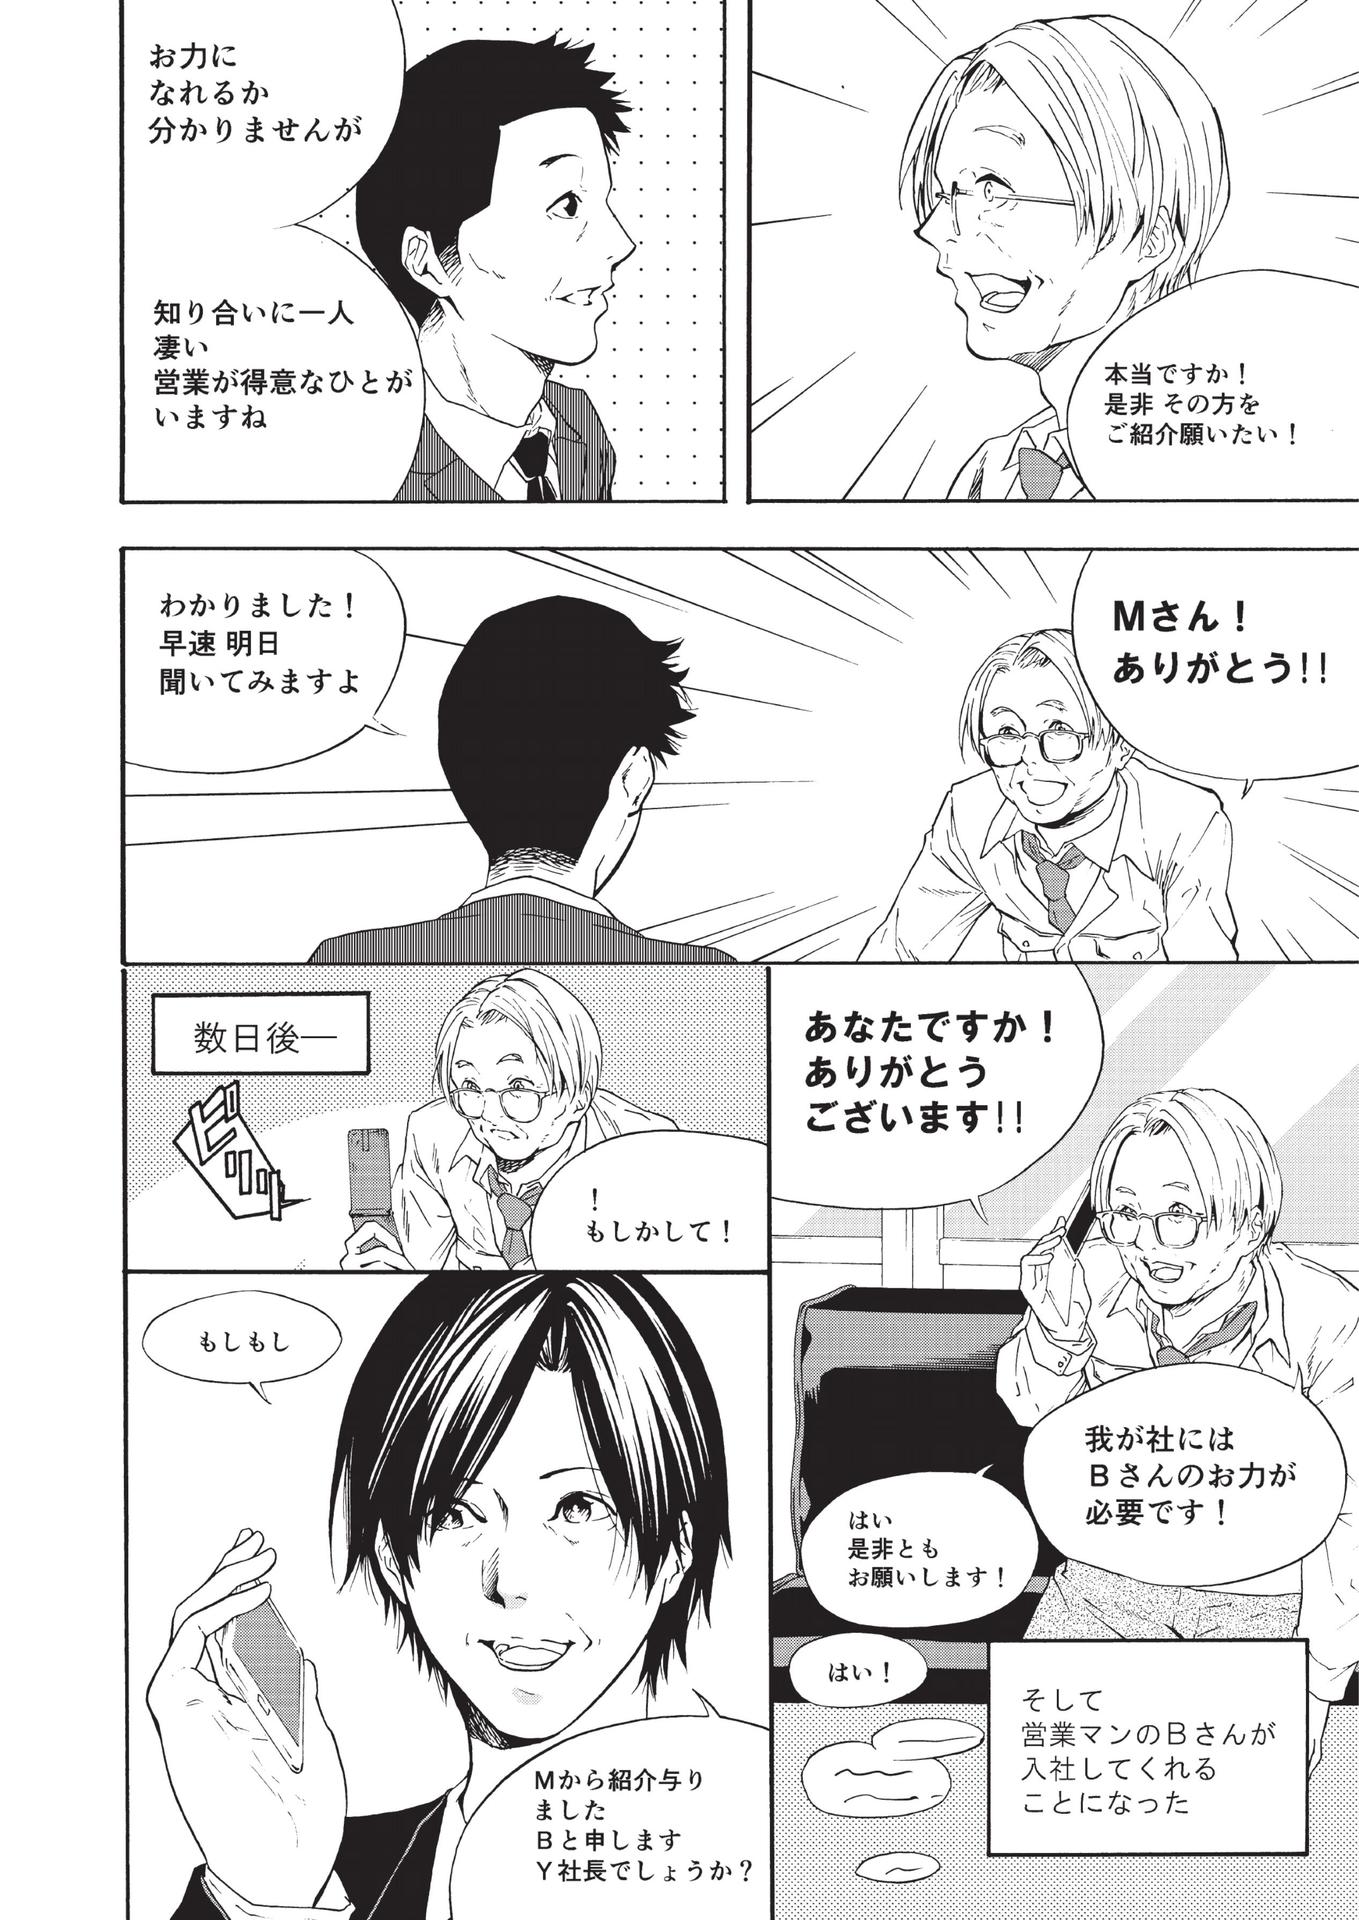 お力に
なれるか
分かりませんが
知り合いに一人
凄い
営業が得意なひとが
いますね
本当ですか！
是非 その方を
ご紹介願いたい！
わかりました！
早速 明日
聞いてみますよ
Ｍさん！
ありがとう!!
数日後―
ピリリリ
！
もしかして！
もしもし
Ｍから紹介与り
ました
Ｂと申します
Ｙ社長でしょうか？
あなたですか！
ありがとう
ございます!!
我が社には
Ｂさんのお力が
必要です！
はい
是非とも
お願いします！
はい！
そして
営業マンのＢさんが
入社してくれる
ことになった